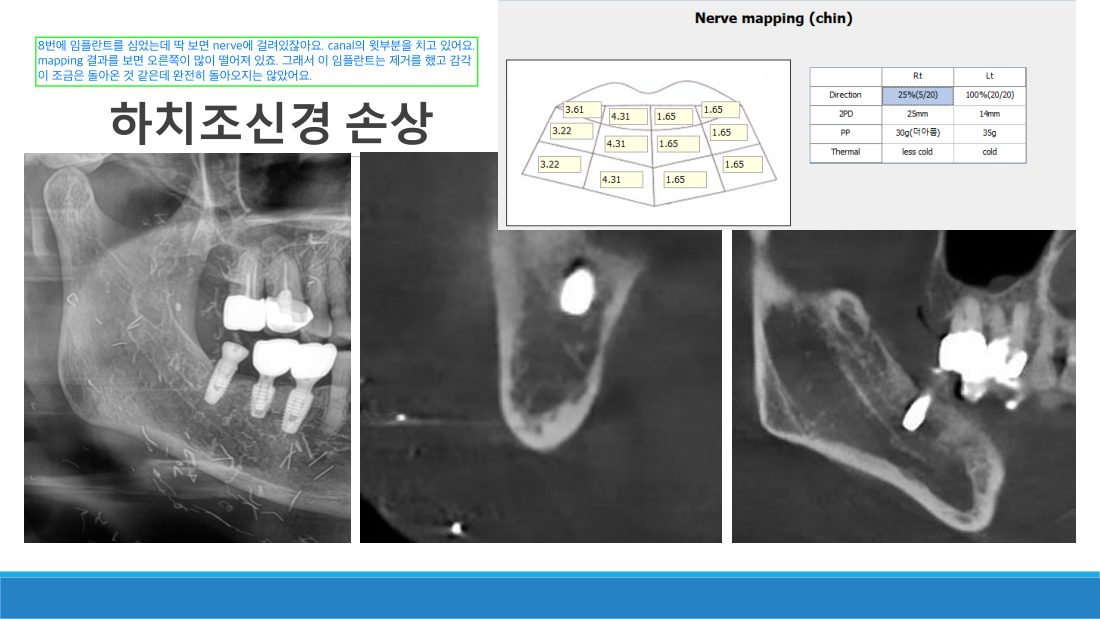 8번에 임플란트를 심었는데 딱 보면 nerve에 걸려있잖아요. canal의 윗부분을 치고 있어요.
mapping 결과를 보면 오른쪽이 많이 떨어져 있죠. 그래서 이 임플란트는 제거를 했고 감각
이 조금은 돌아온 것 같은데 완전히 돌아오지는 않았어요.
하치조신경 손상
Nerve mapping (chin)
3.61 4.31 1.65 1.65
3.22 4.31 1.65 1.65
3.22 4.31 1.65 1.65
Rt Lt
Direction 25%(5/20) 100%(20/20)
2PD 25mm 14mm
PP 30g(더아픔) 35g
Thermal less cold cold